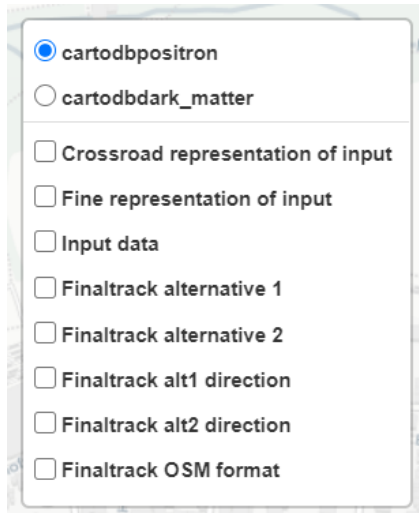 cartodbpositron
cartodbdark_matter
Crossroad representation of input
Fine representation of input
Input data
Finaltrack alternative 1
Finaltrack alternative 2
Finaltrack alt1 direction
Finaltrack alt2 direction
Finaltrack OSM format